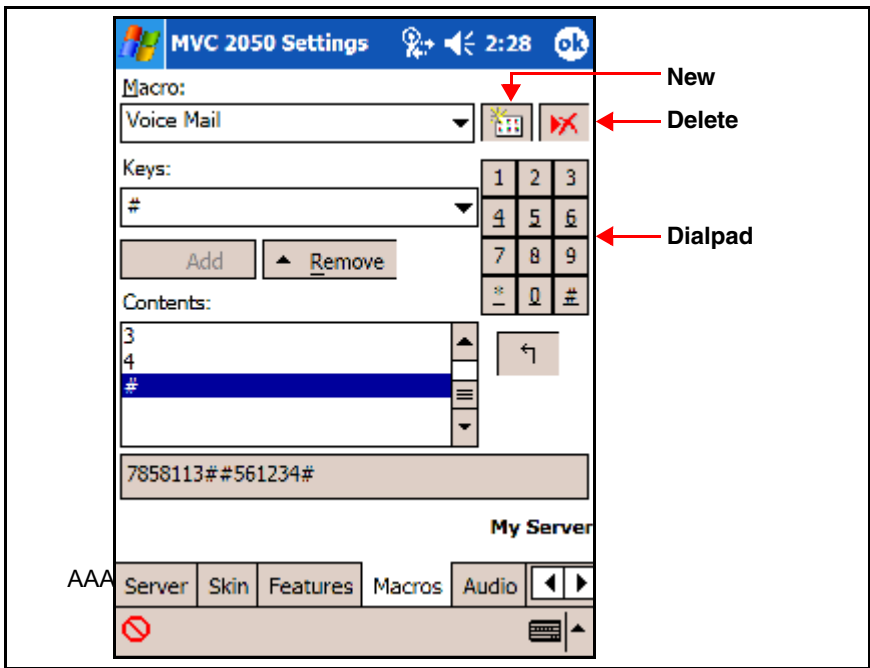 MVC 2050 Settings 2:28 ok
New
Macro:
Voice Mail
Delete
Keys:
#
1 2 3
4 5 6
Dialpad
7 8 9
* 0 #
Add Remove
Contents:
3
4
#
7858113##561234#
My Server
AAA
Server Skin Features Macros Audio